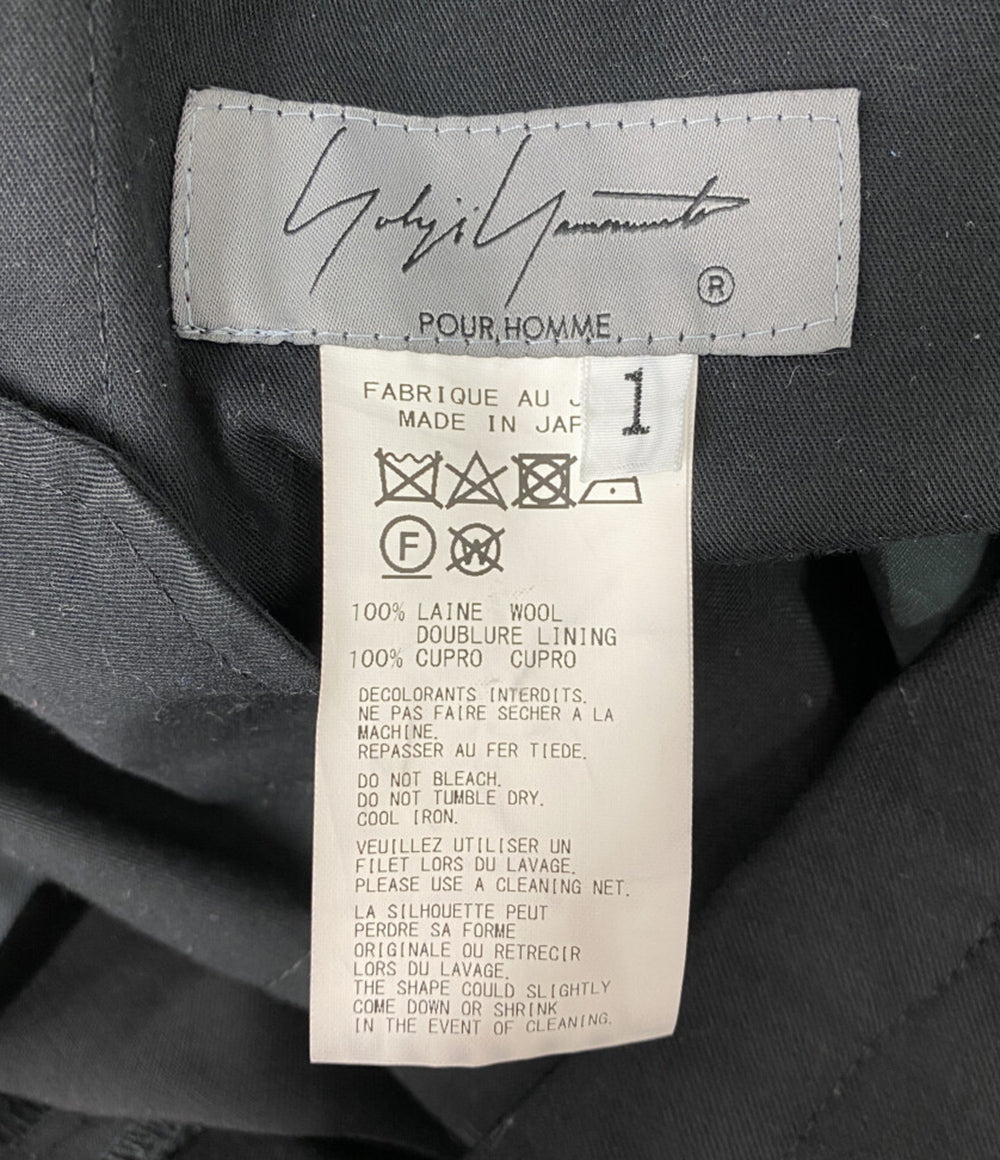 Yohji Yamamoto
®
POUR HOMME
FABRIQUE AU
MADE IN
1
F
W
100% LAINE WOOL
DOUBLURE LINING
100% CUPRO CUPRO
DECOLORANTS INTERDITS.
NE PAS FAIRE SECHER A LA
MACHINE.
REPASSER AU FER TIEDE.
DO NOT BLEACH.
DO NOT TUMBLE DRY.
COOL IRON.
VEUILLEZ UTILISER UN
FILET LORS DU LAVAGE.
PLEASE USE A CLEANING NET.
LA SILHOUETTE PEUT
PERDRE SA FORME
ORIGINALE OU RETRECIR
LORS DU LAVAGE.
THE SHAPE COULD SLIGHTLY
COME DOWN OR SHRINK
IN THE EVENT OF CLEANING.